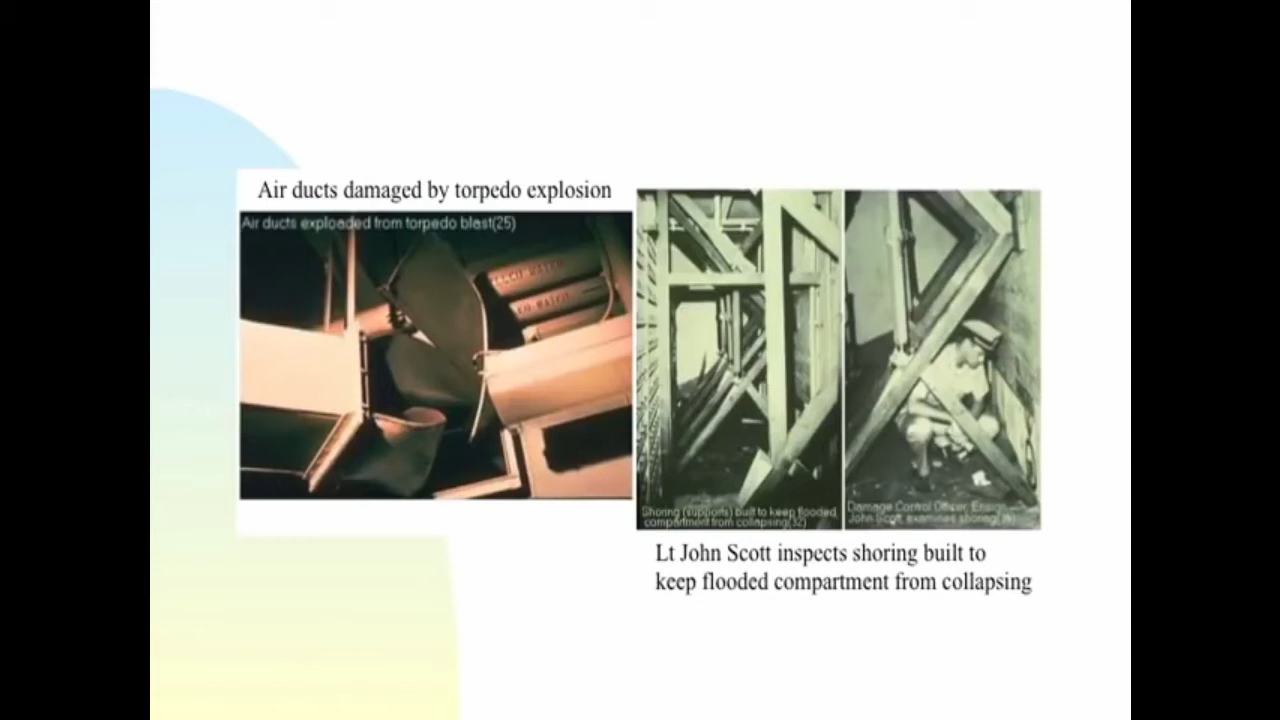 Air ducts damaged by torpedo explosion
Air ducts exploaded from torpedo blast(25)
Shoring (supports) built to keep flooded
compartment from collapsing(32)
Damage Control Officer, Ensign
John Scott, examines shoring
Lt John Scott inspects shoring built to
keep flooded compartment from collapsing